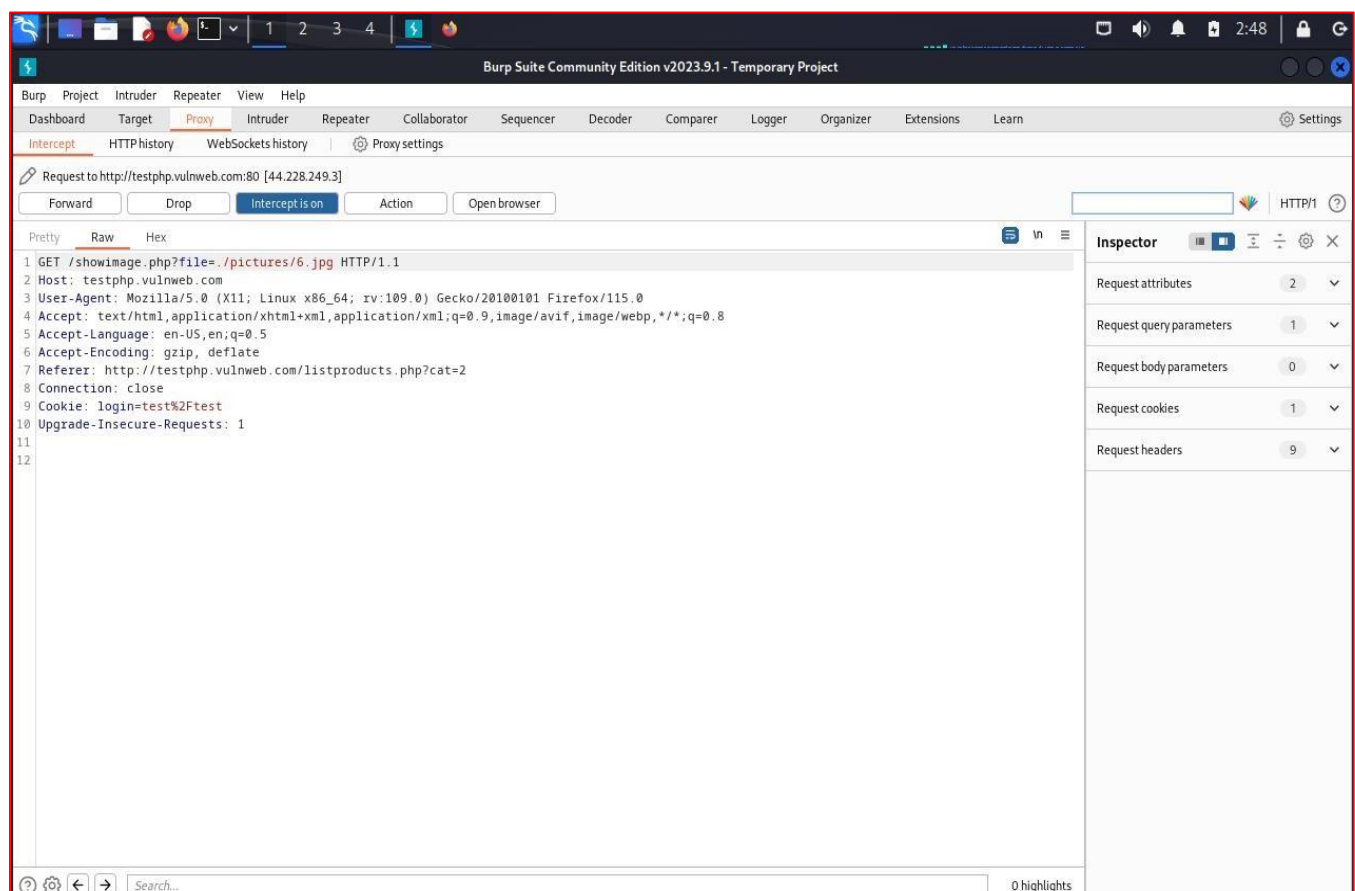 1 2 3 4 2:48
Burp Suite Community Edition v2023.9.1 - Temporary Project
Burp Project Intruder Repeater View Help
Dashboard Target Proxy Intruder Repeater Collaborator Sequencer Decoder Comparer Logger Organizer Extensions Learn Settings
Intercept HTTP history WebSockets history Proxy settings
Request to http://testphp.vulnweb.com:80 [44.228.249.3]
Forward Drop Intercept is on Action Open browser HTTP/1
Pretty Raw Hex \n
Inspector
1 GET /showimage.php?file=./pictures/6.jpg HTTP/1.1
2 Host: testphp.vulnweb.com
3 User-Agent: Mozilla/5.0 (X11; Linux x86_64; rv:109.0) Gecko/20100101 Firefox/115.0
4 Accept: text/html,application/xhtml+xml,application/xml;q=0.9,image/avif,image/webp,*/*;q=0.8
5 Accept-Language: en-US,en;q=0.5
6 Accept-Encoding: gzip, deflate
7 Referer: http://testphp.vulnweb.com/listproducts.php?cat=2
8 Connection: close
9 Cookie: login=test%2Ftest
10 Upgrade-Insecure-Requests: 1
11
12
Request attributes 2
Request query parameters 1
Request body parameters 0
Request cookies 1
Request headers 9
Search... 0 highlights